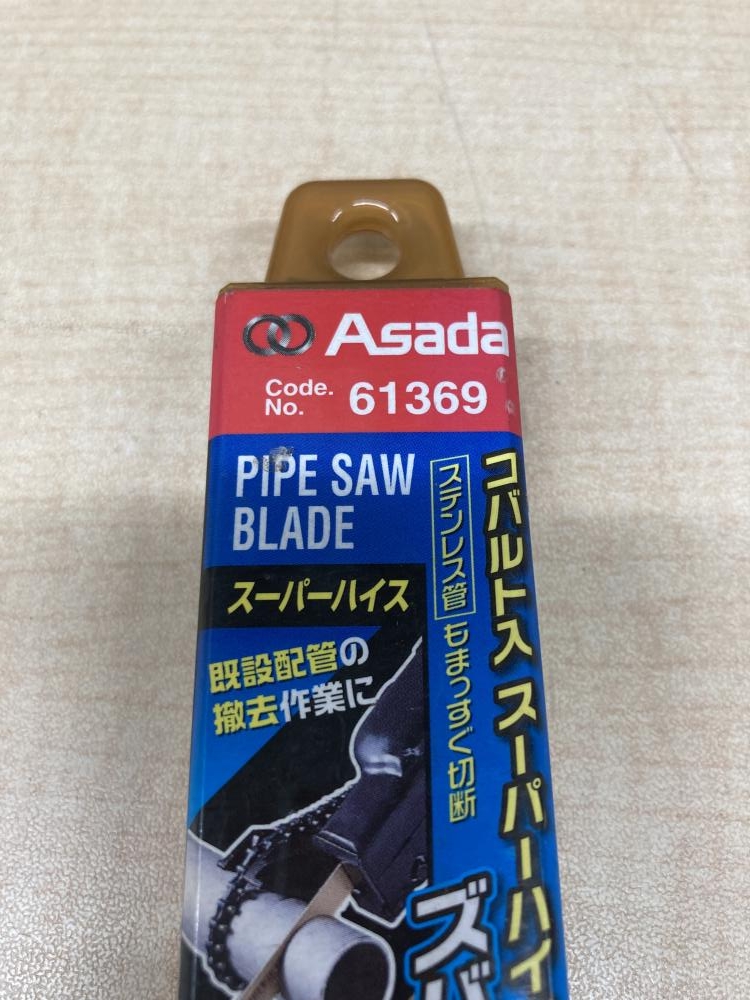 Asada
Code.
No. 61369
PIPE SAW
BLADE
スーパーハイス
既設配管の
撤去作業に
コバルト入 スーパーハイ
ステンレス管 もまっすぐ切断
ズバ